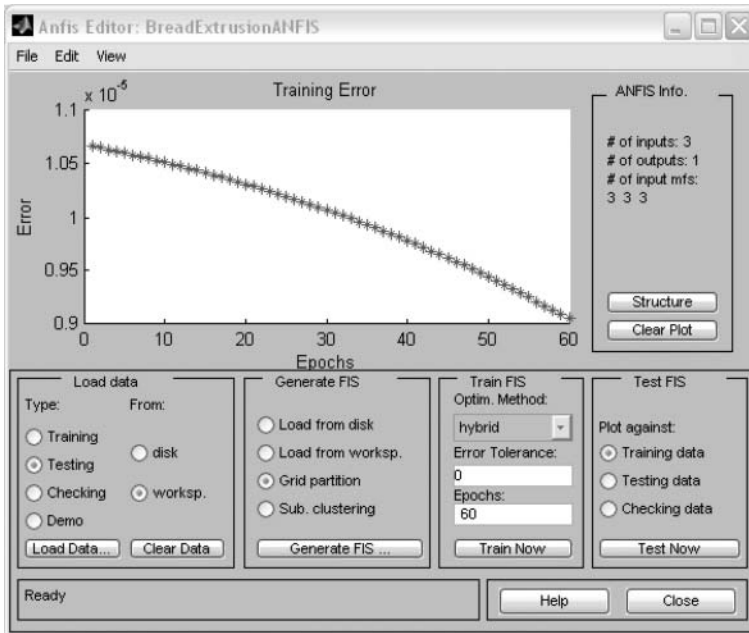 Anfis Editor: BreadExtrusionANFIS
File Edit View
x 10^-5
Training Error
1.1
1.05
1
0.95
0.9
Error
0 10 20 30 40 50 60
Epochs
ANFIS Info.
# of inputs: 3
# of outputs: 1
# of input mfs:
3 3 3
Structure
Clear Plot
Load data
Type: From:
Training
Testing
Checking
Demo
disk
worksp.
Load Data... Clear Data
Generate FIS
Load from disk
Load from worksp.
Grid partition
Sub. clustering
Generate FIS ...
Train FIS
Optim. Method:
hybrid
Error Tolerance:
0
Epochs:
60
Train Now
Test FIS
Plot against:
Training data
Testing data
Checking data
Test Now
Ready
Help Close